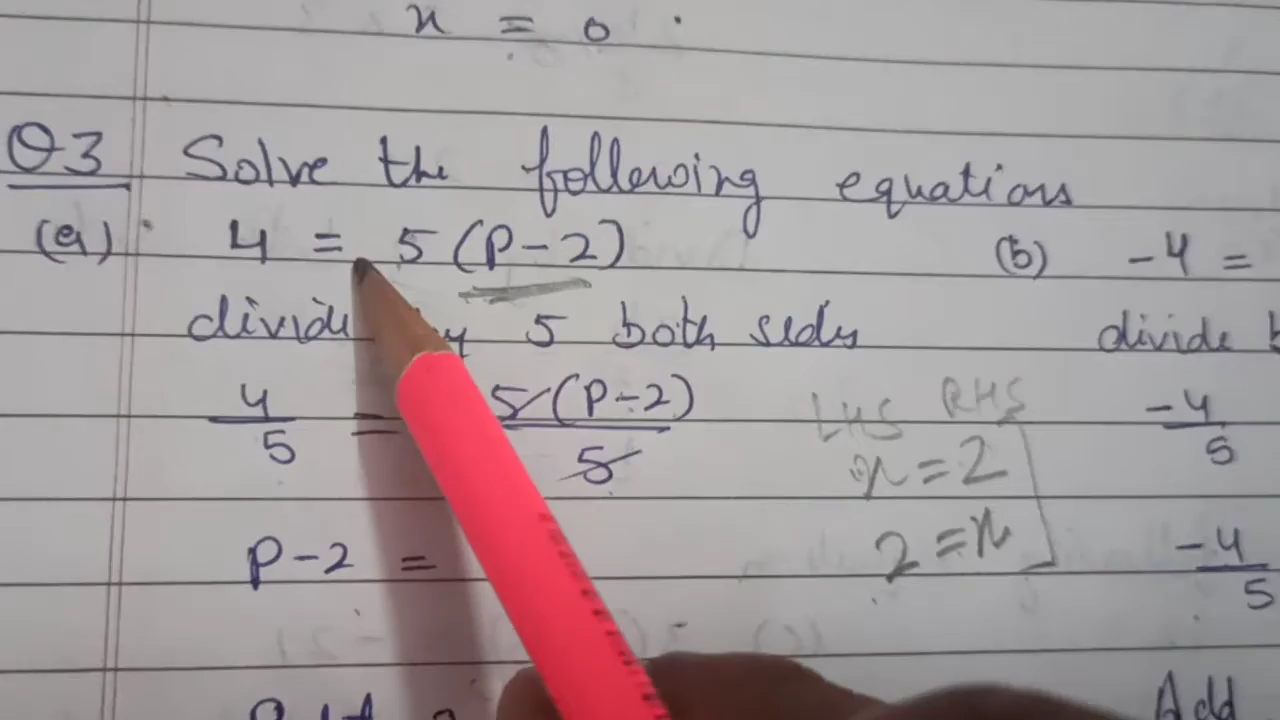 x = 0
Q3 Solve the following equations
(a) 4 = 5 (P-2)
divide by 5 both sides
4/5 = 5(P-2)/5
P-2 =
LHS RHS
x = 2
2 = x
(b) -4 =
divide b
-4/5
-4/5
Add